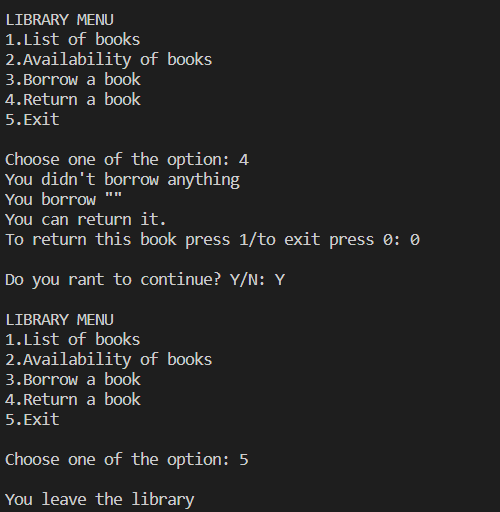 LIBRARY MENU
1.List of books
2.Availability of books
3.Borrow a book
4.Return a book
5.Exit
Choose one of the option: 4
You didn't borrow anything
You borrow ""
You can return it.
To return this book press 1/to exit press 0: 0
Do you rant to continue? Y/N: Y
LIBRARY MENU
1.List of books
2.Availability of books
3.Borrow a book
4.Return a book
5.Exit
Choose one of the option: 5
You leave the library